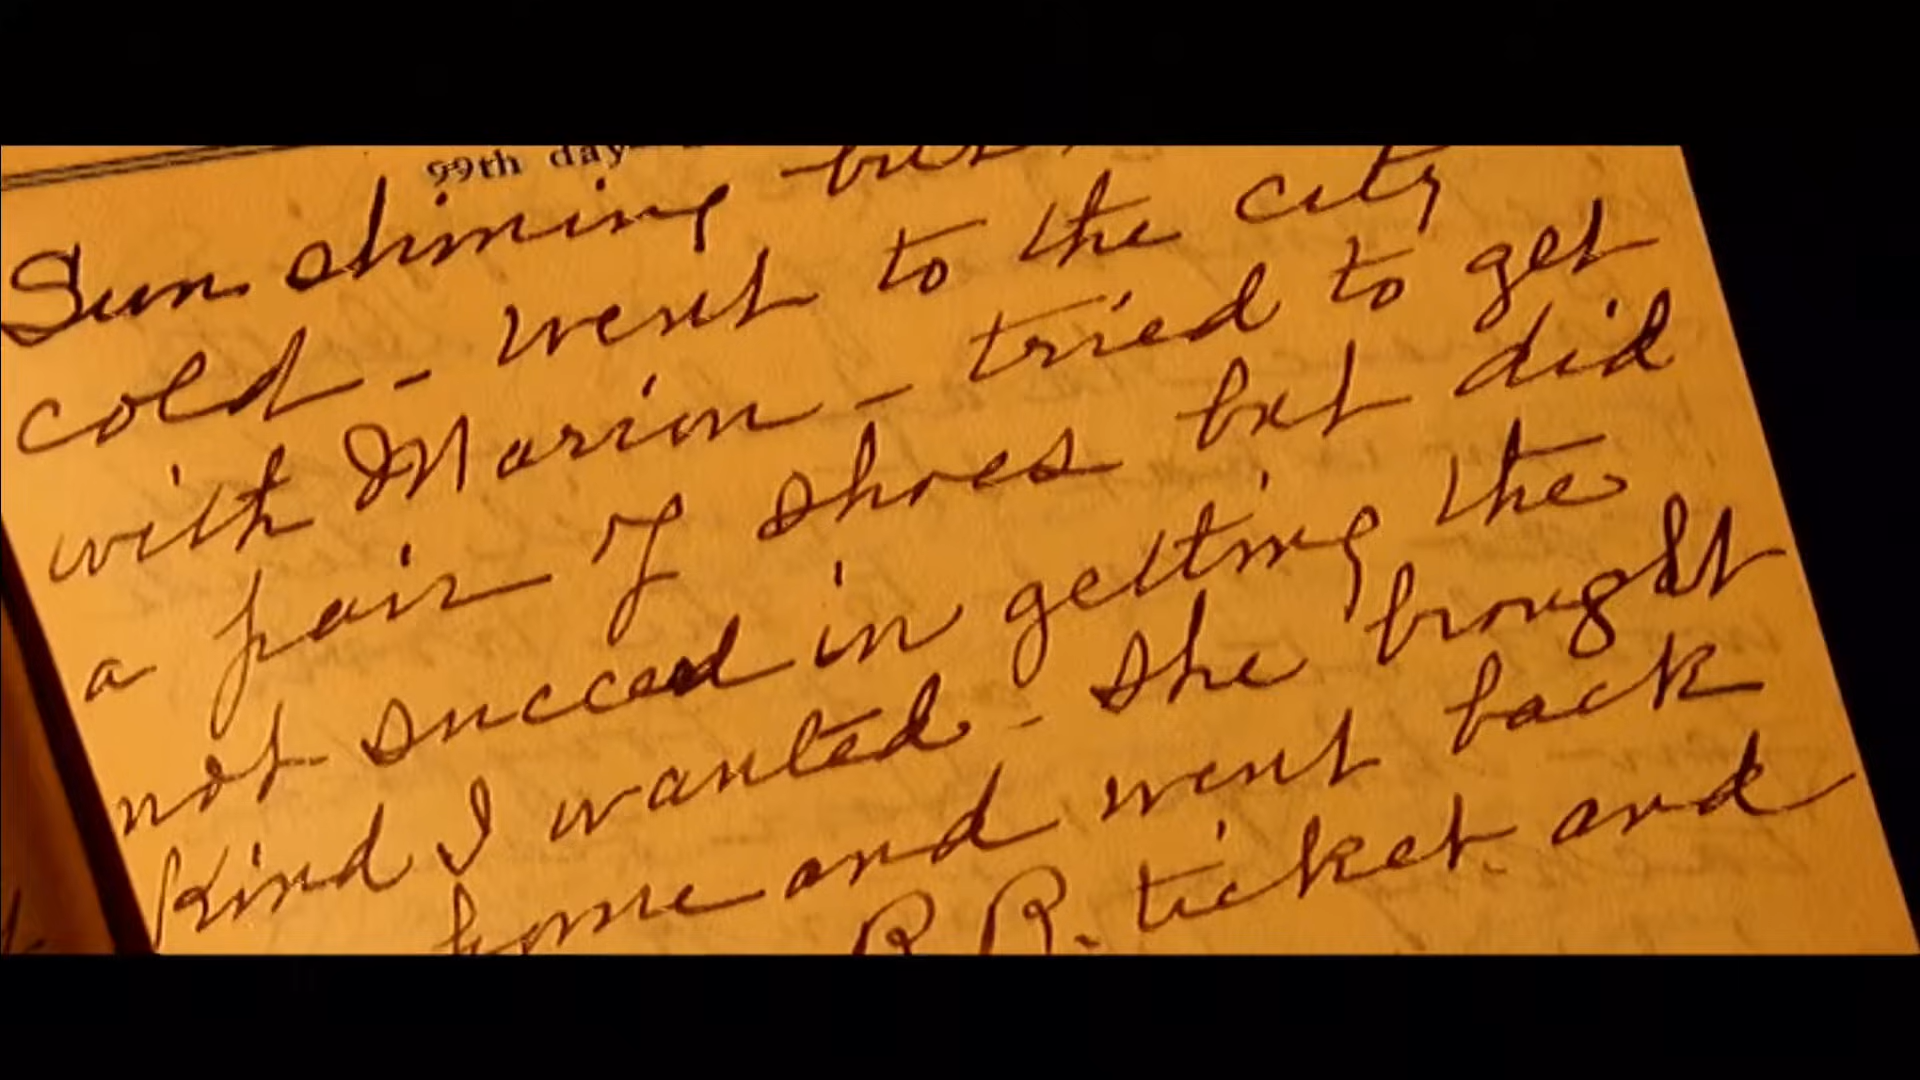 99th day
Sun shining but
cold - went to the city
with Marion - tried to get
a pair of shoes but did
not succeed in getting the
kind I wanted - she brought
home and went back
R R. ticket and